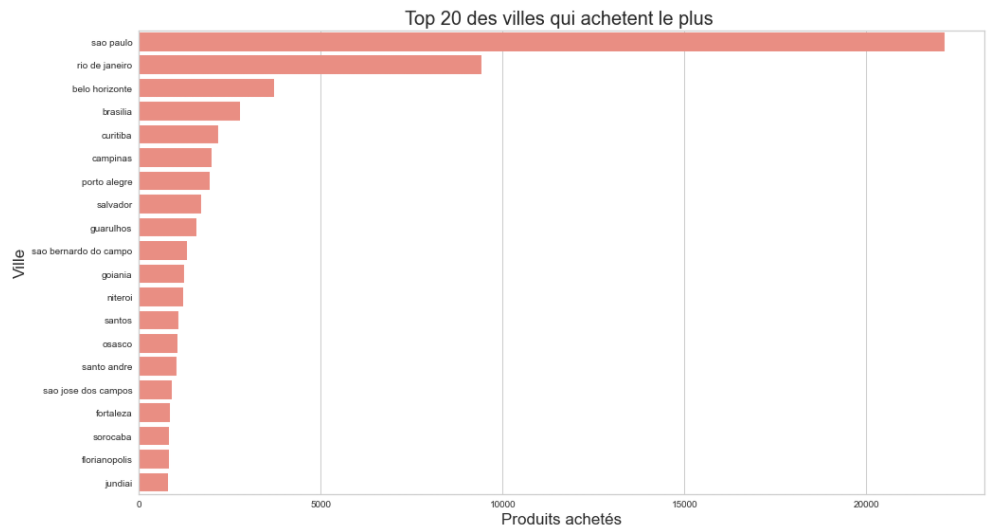 Top 20 des villes qui achetent le plus
Ville
sao paulo
rio de janeiro
belo horizonte
brasilia
curitiba
campinas
porto alegre
salvador
guarulhos
sao bernardo do campo
goiania
niteroi
santos
osasco
santo andre
sao jose dos campos
fortaleza
sorocaba
florianopolis
jundiai
0 5000 10000 15000 20000
Produits achetés